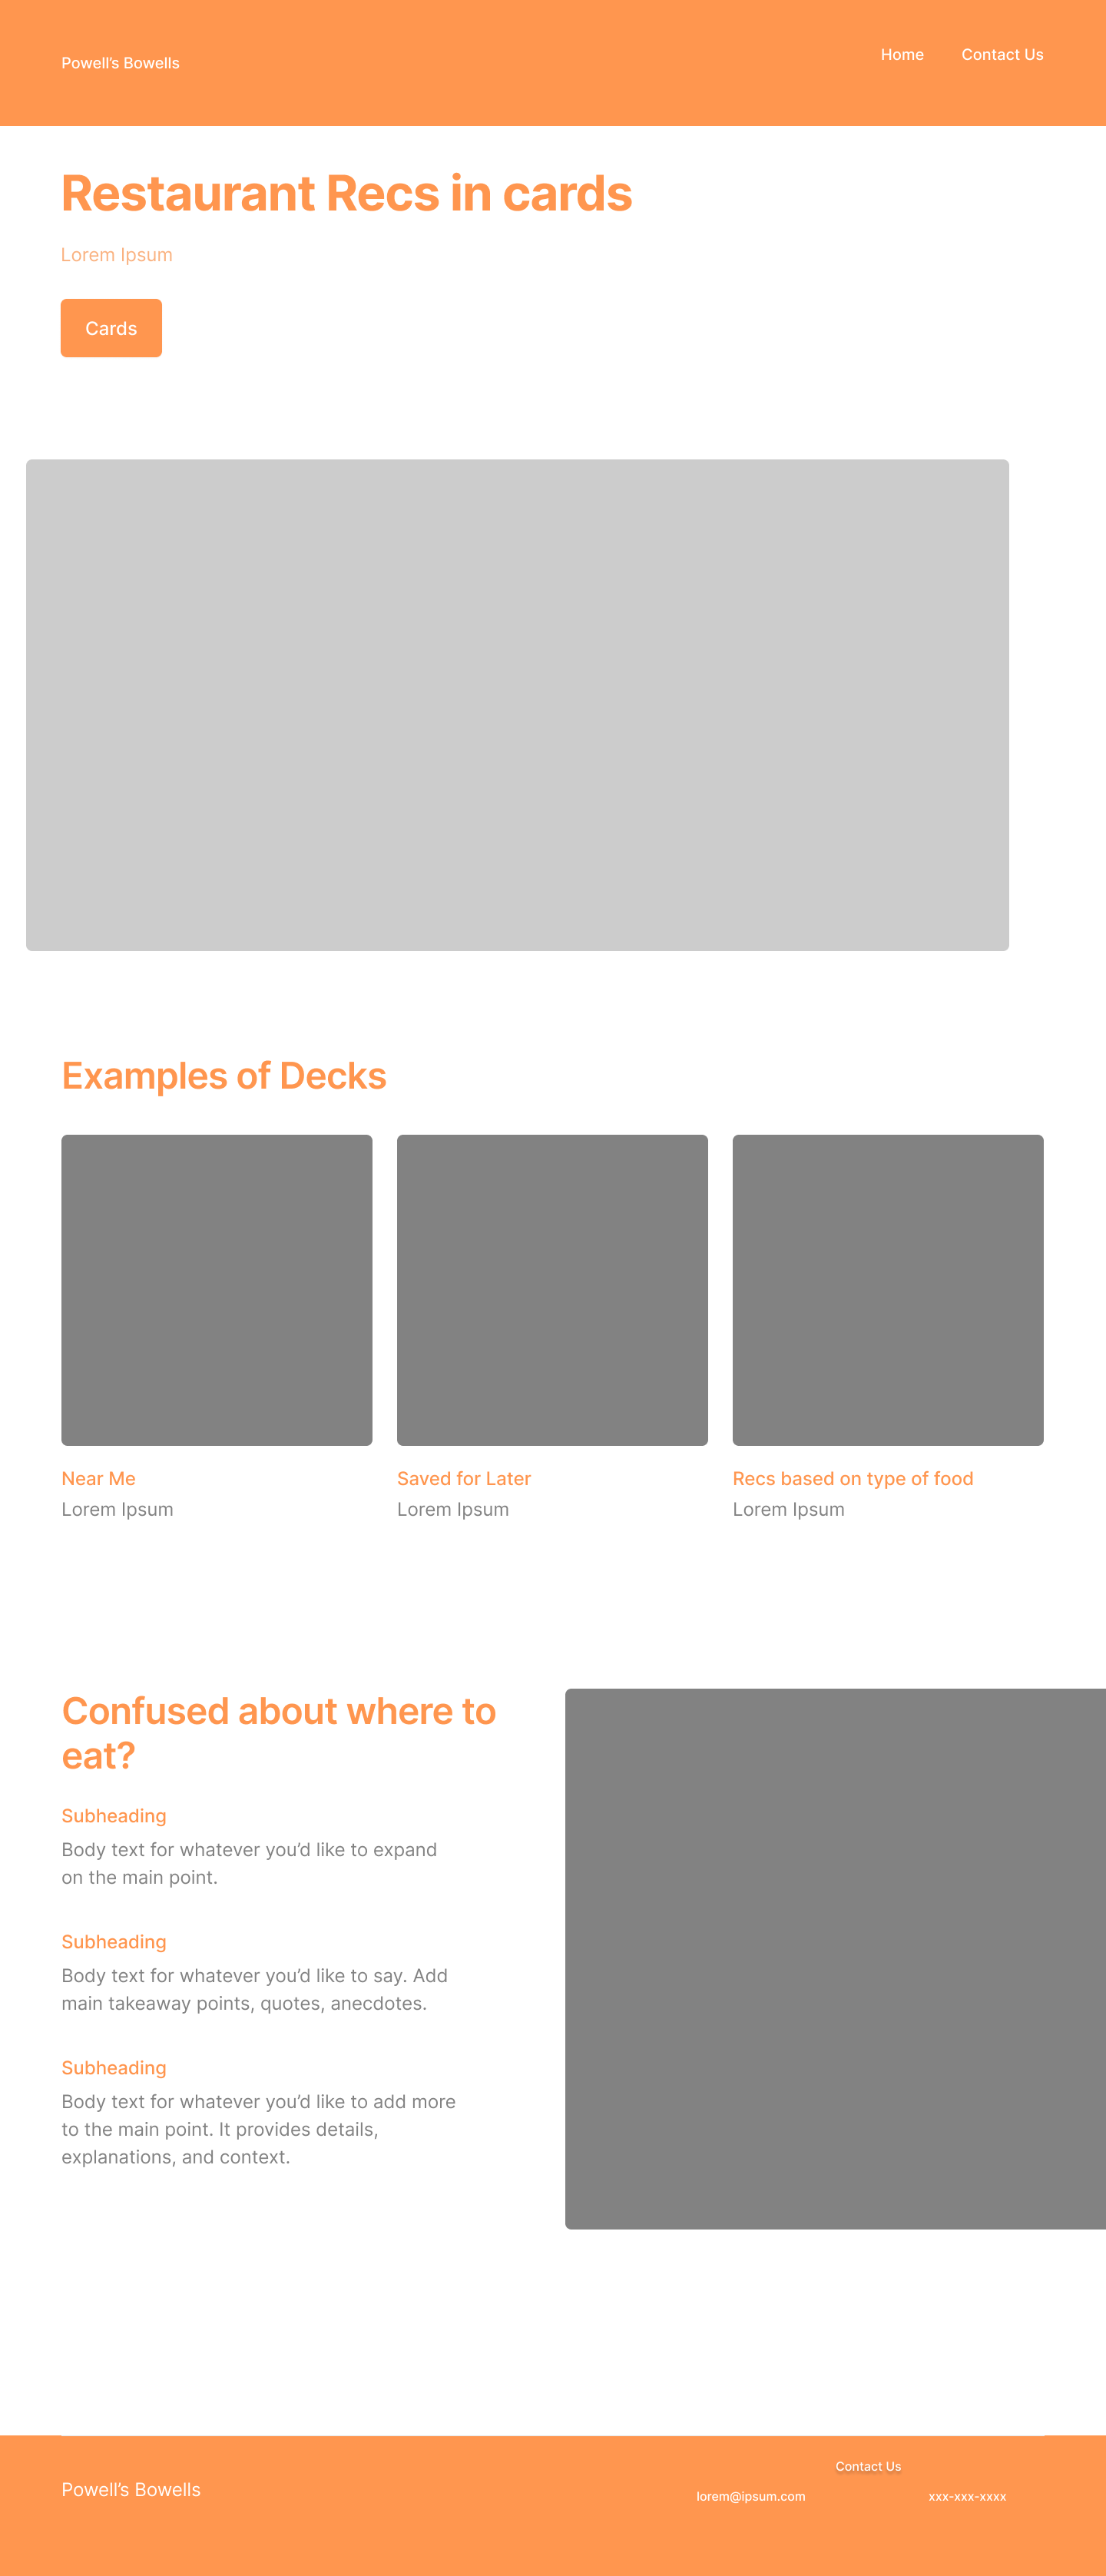 Powell’s Bowells
Home
Contact Us
Restaurant Recs in cards
Lorem Ipsum
Cards
Examples of Decks
Near Me
Lorem Ipsum
Saved for Later
Lorem Ipsum
Recs based on type of food
Lorem Ipsum
Confused about where to
eat?
Subheading
Body text for whatever you’d like to expand
on the main point.
Subheading
Body text for whatever you’d like to say. Add
main takeaway points, quotes, anecdotes.
Subheading
Body text for whatever you’d like to add more
to the main point. It provides details,
explanations, and context.
Powell’s Bowells
Contact Us
lorem@ipsum.com
xxx-xxx-xxxx